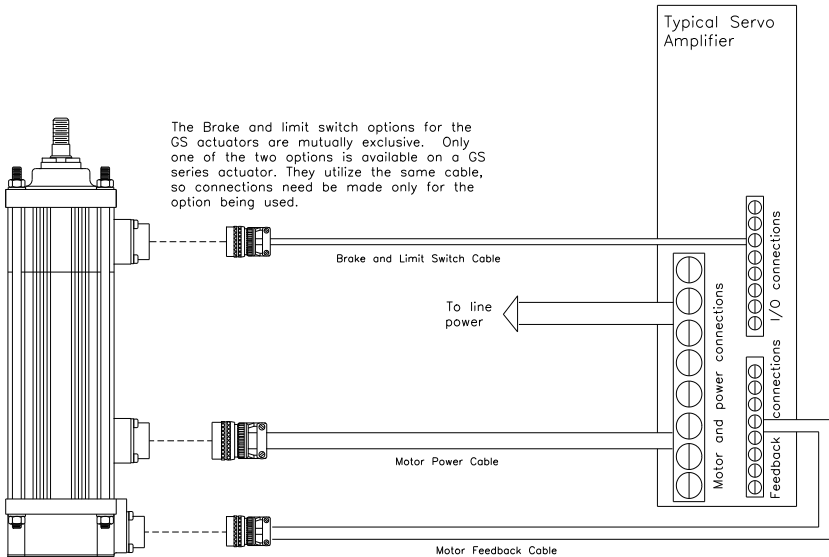 Typical Servo
Amplifier
The Brake and limit switch options for the
GS actuators are mutually exclusive. Only
one of the two options is available on a GS
series actuator. They utilize the same cable,
so connections need be made only for the
option being used.
Brake and Limit Switch Cable
I/O connections
To line
power
Motor and power connections
Feedback connections
Motor Power Cable
Motor Feedback Cable